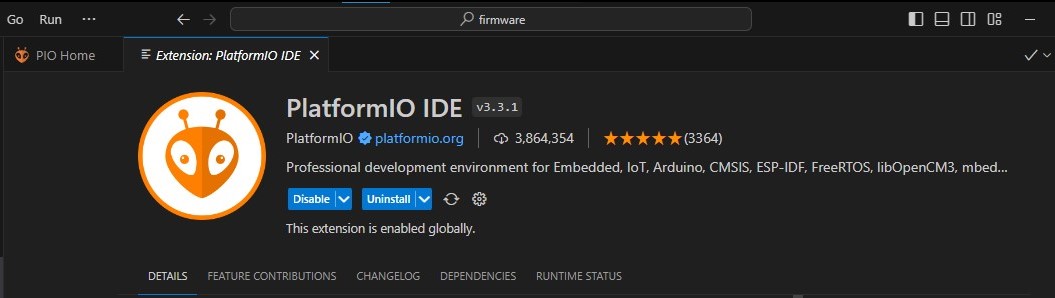 Go Run ··· firmware
PIO Home Extension: PlatformIO IDE
PlatformIO IDE v3.3.1
PlatformIO platformio.org 3,864,354 (3364)
Professional development environment for Embedded, IoT, Arduino, CMSIS, ESP-IDF, FreeRTOS, libOpenCM3, mbed...
Disable Uninstall
This extension is enabled globally.
DETAILS FEATURE CONTRIBUTIONS CHANGELOG DEPENDENCIES RUNTIME STATUS